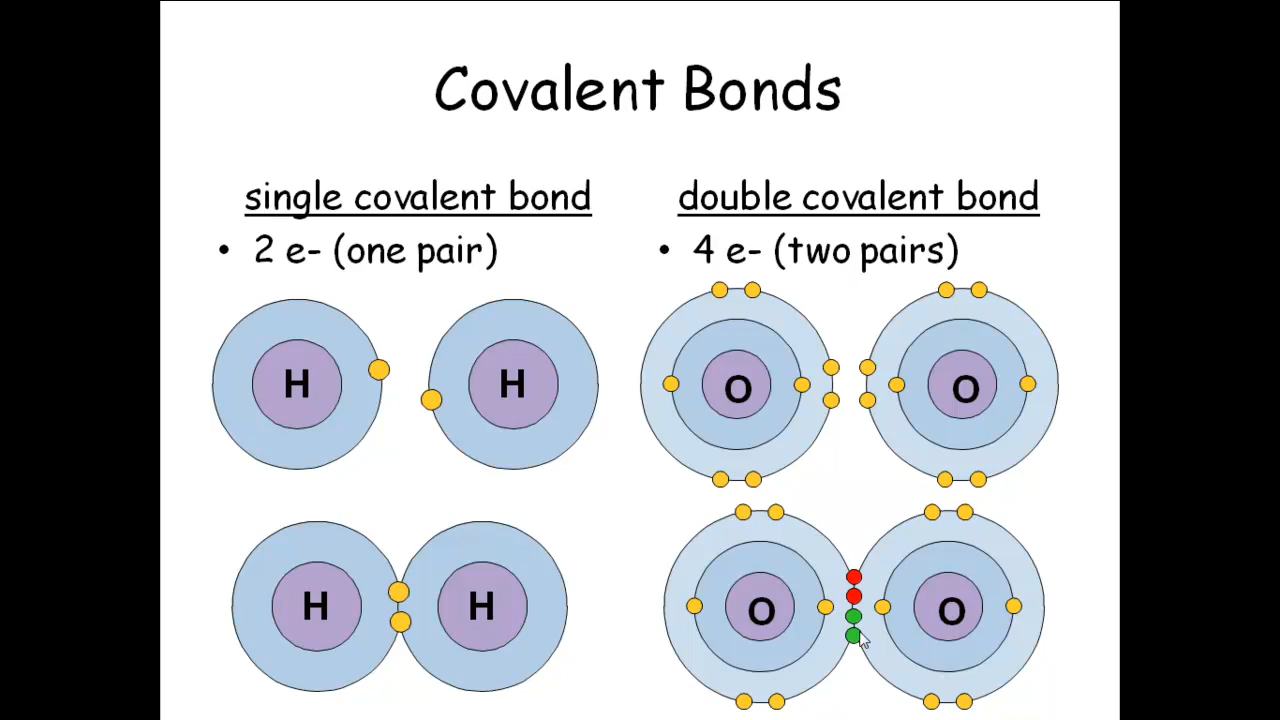 Covalent Bonds
single covalent bond
• 2 e- (one pair)
H H
H H
double covalent bond
• 4 e- (two pairs)
O O
O O